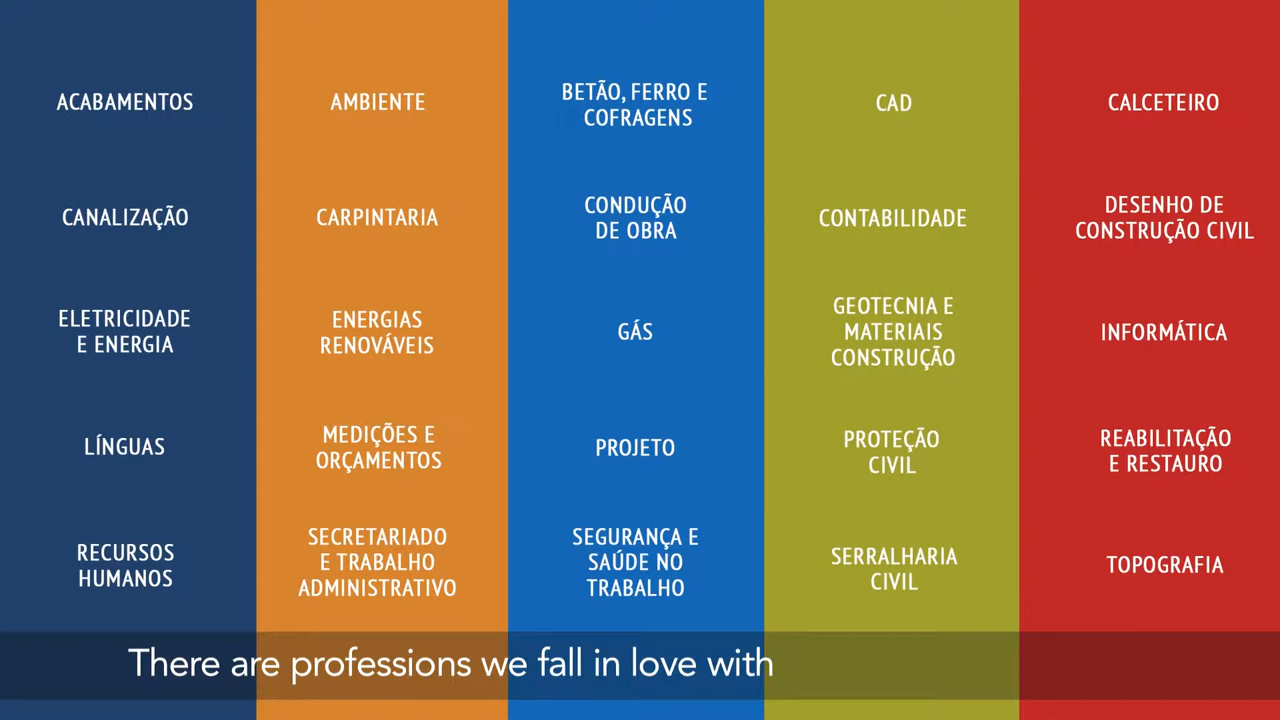 ACABAMENTOS
AMBIENTE
BETÃO, FERRO E
COFRAGENS
CAD
CALCETEIRO
CANALIZAÇÃO
CARPINTARIA
CONDUÇÃO
DE OBRA
CONTABILIDADE
DESENHO DE
CONSTRUÇÃO CIVIL
ELETRICIDADE
E ENERGIA
ENERGIAS
RENOVÁVEIS
GÁS
GEOTECNIA E
MATERIAIS
CONSTRUÇÃO
INFORMÁTICA
LÍNGUAS
MEDIÇÕES E
ORÇAMENTOS
PROJETO
PROTEÇÃO
CIVIL
REABILITAÇÃO
E RESTAURO
RECURSOS
HUMANOS
SECRETARIADO
E TRABALHO
ADMINISTRATIVO
SEGURANÇA E
SAÚDE NO
TRABALHO
SERRALHARIA
CIVIL
TOPOGRAFIA
There are professions we fall in love with